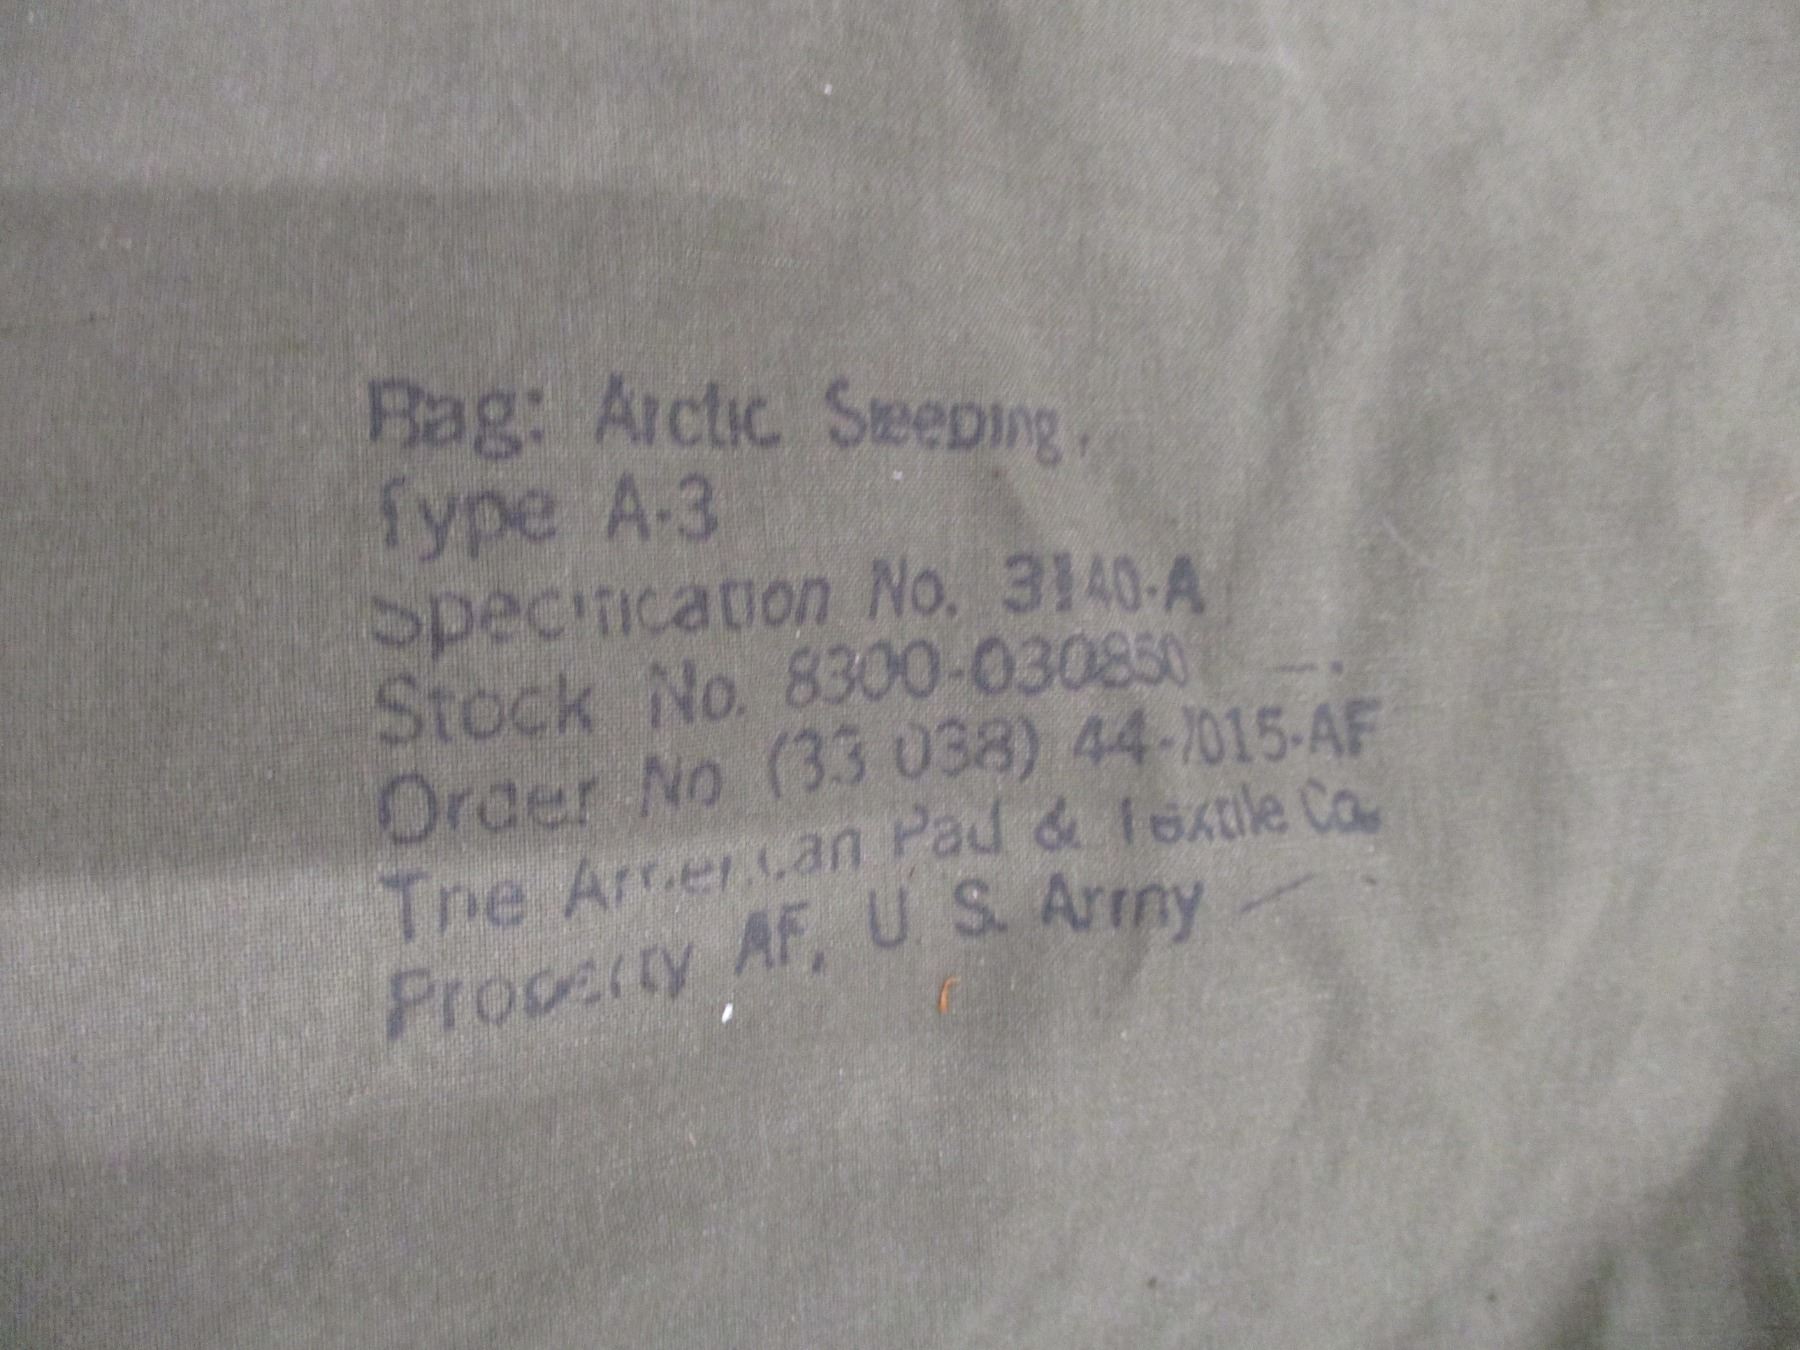 Bag: Arctic Sleeping,
Type A-3
Specification No. 3140-A
Stock No. 8300-030850
Order No (33 038) 44-1015-AF
The American Pad & Textile Co.
Property AF, U S. Army